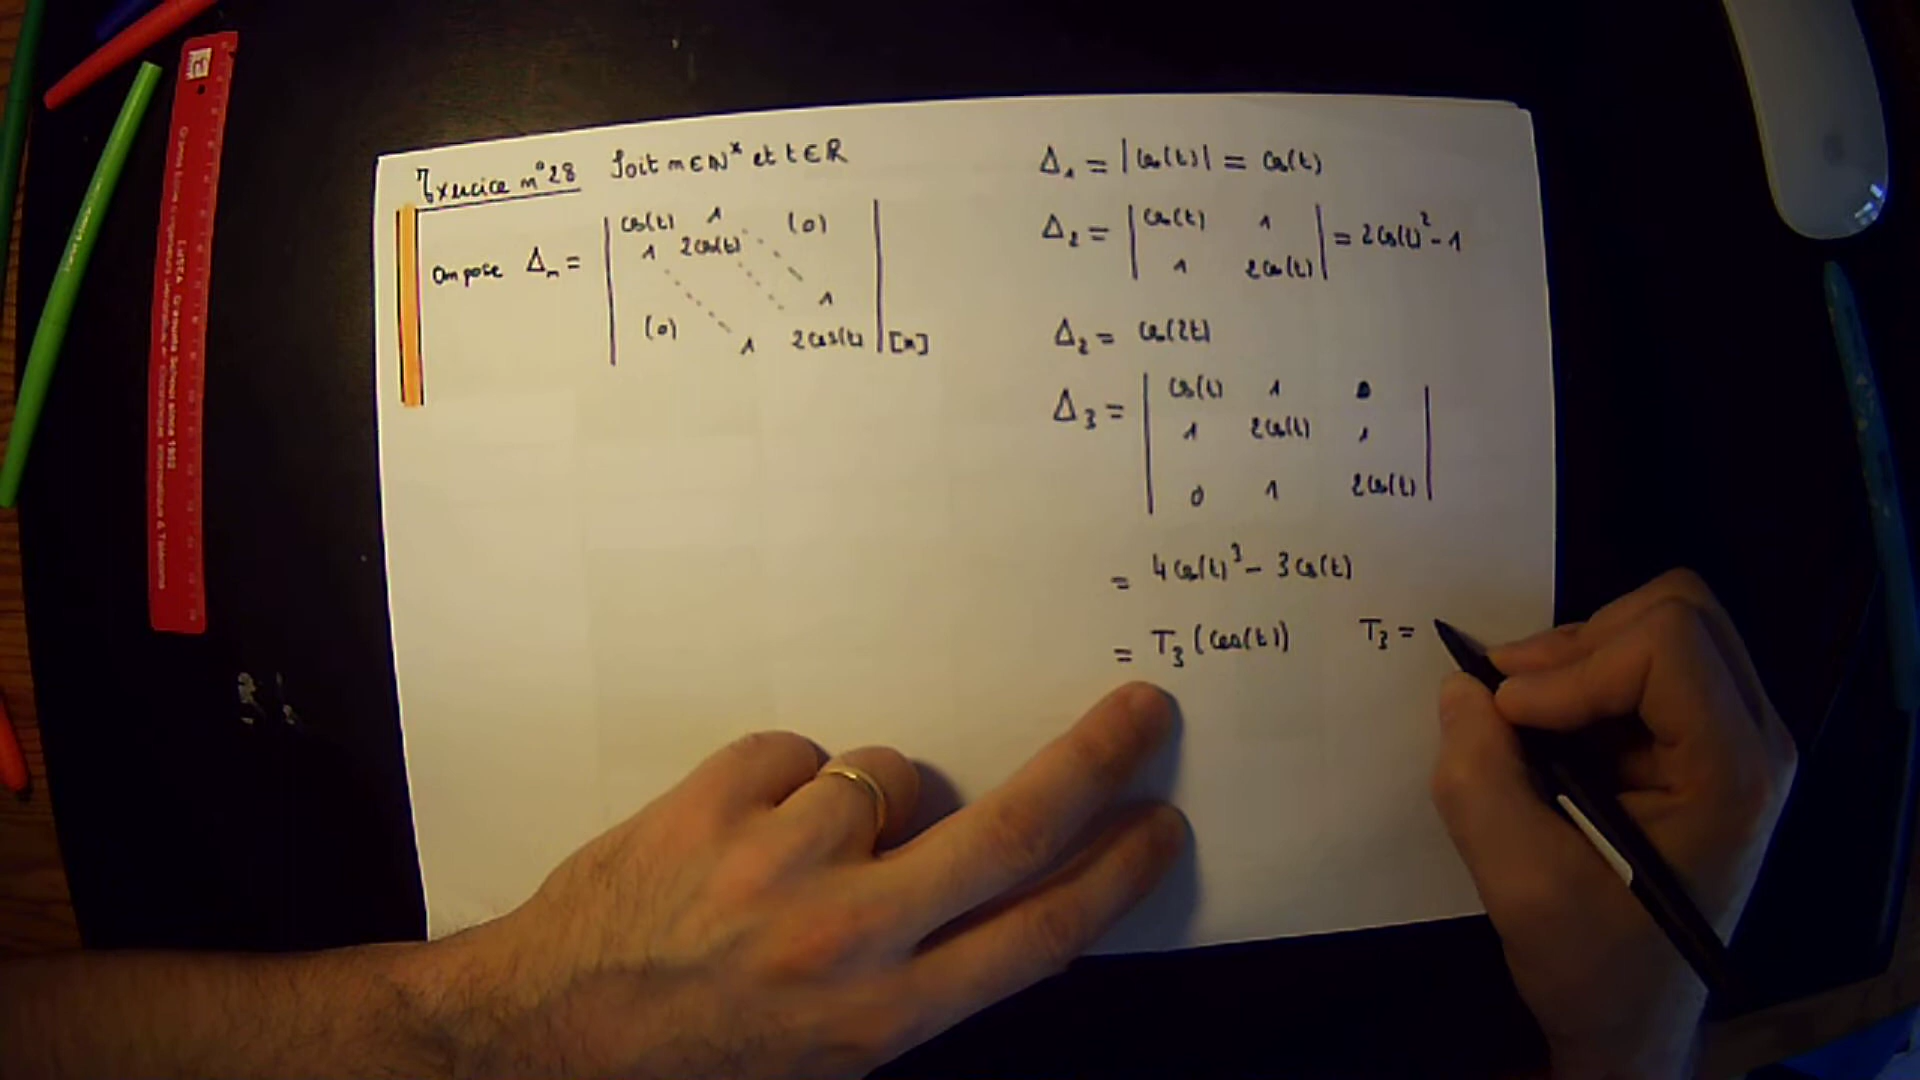 Exercice n°28 Soit n ∈ N* et t ∈ R
on pose Δn = | cos(t) 1 (0)
1 2cos(t)
1
(0) 1 2cos(t) | [n]
Δ1 = |cos(t)| = cos(t)
Δ2 = | cos(t) 1
1 2cos(t) | = 2cos(t)² - 1
Δ2 = cos(2t)
Δ3 = | cos(t) 1 0
1 2cos(t) 1
0 1 2cos(t) |
= 4cos(t)³ - 3cos(t)
= T3(cos(t)) T3 =